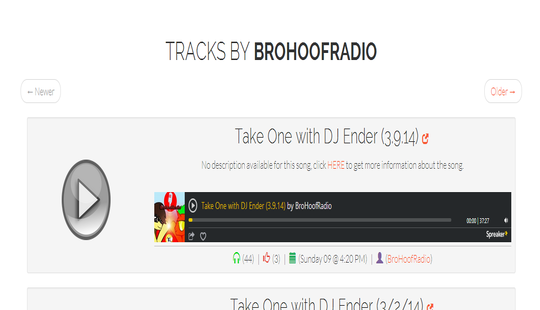 TRACKS BY BROHOOFRADIO
← Newer
Older →
Take One with DJ Ender (3.9.14)
No description available for this song, click HERE to get more information about the song.
Take One with DJ Ender (3.9.14) by BroHoofRadio
00:00 | 37:27
Spreaker
(44) | (3) | (Sunday 09 @ 4:20 PM) | (BroHoofRadio)
Take One with DJ Ender (3/2/14)